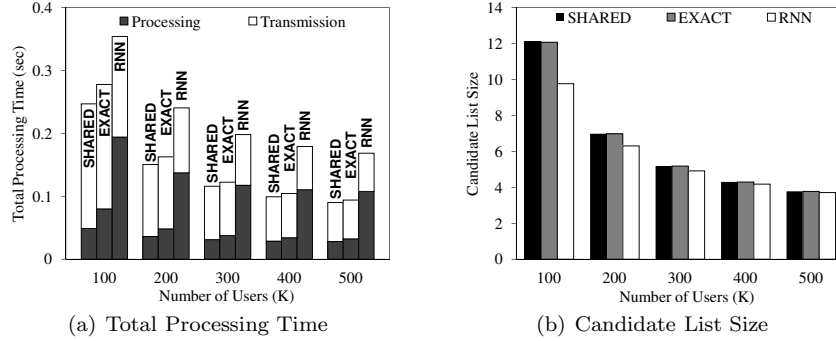 0.4
0.3
0.2
0.1
0
Total Processing Time (sec)
Processing Transmission
SHARED
EXACT
RNN
SHARED
EXACT
RNN
SHARED
EXACT
RNN
SHARED
EXACT
RNN
SHARED
EXACT
RNN
100 200 300 400 500
Number of Users (K)
(a) Total Processing Time
14
12
10
8
6
4
2
0
Candidate List Size
SHARED EXACT RNN
100 200 300 400 500
Number of Users (K)
(b) Candidate List Size